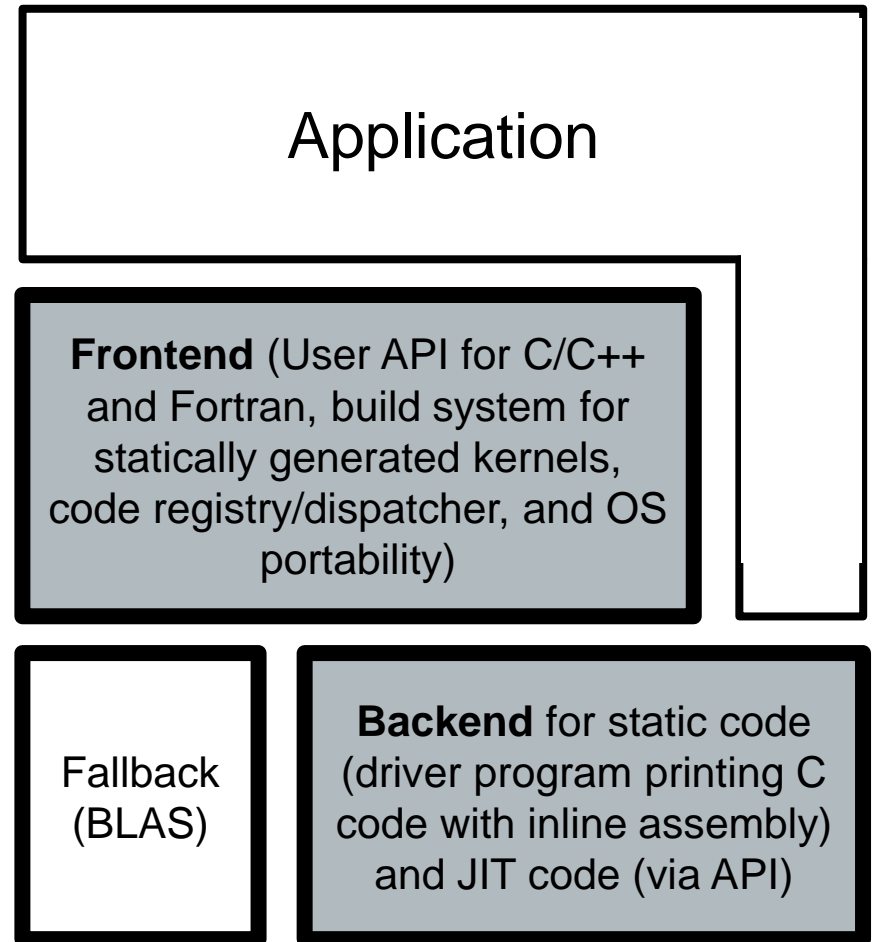 Application
Frontend (User API for C/C++
and Fortran, build system for
statically generated kernels,
code registry/dispatcher, and OS
portability)
Fallback
(BLAS)
Backend for static code
(driver program printing C
code with inline assembly)
and JIT code (via API)